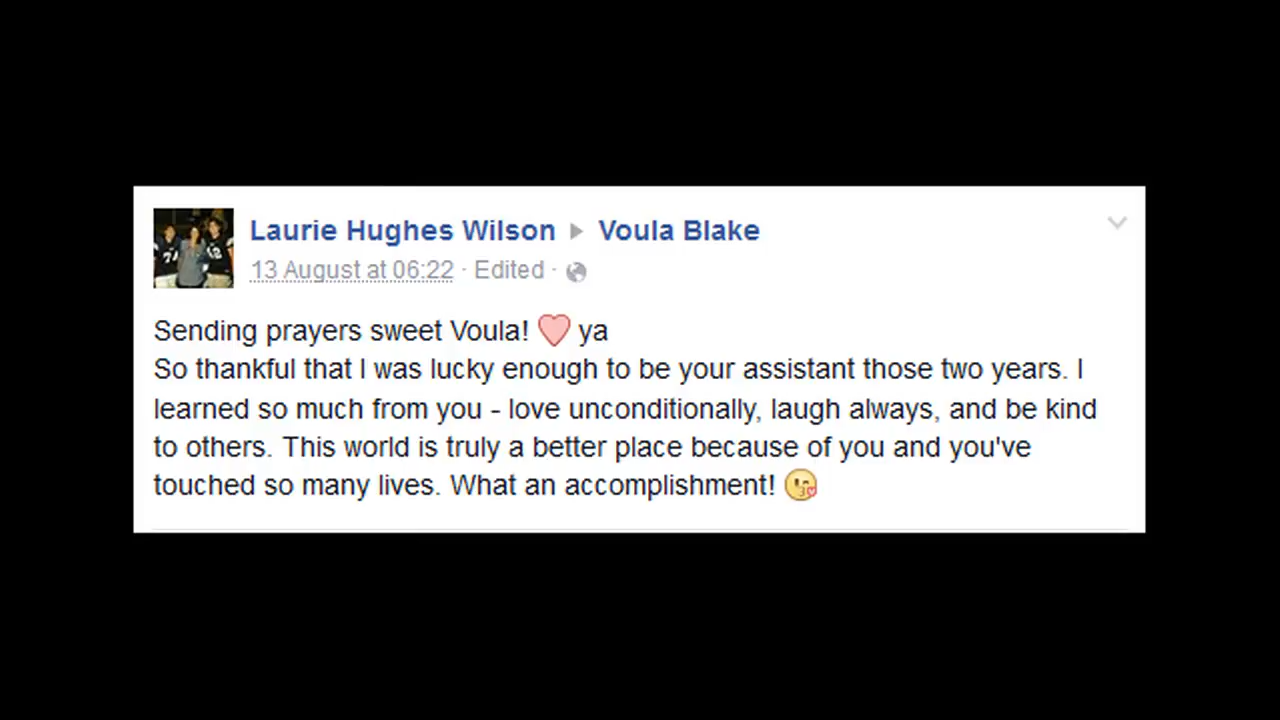 Laurie Hughes Wilson ▶ Voula Blake
13 August at 06:22 · Edited ·
Sending prayers sweet Voula! ya
So thankful that I was lucky enough to be your assistant those two years. I
learned so much from you - love unconditionally, laugh always, and be kind
to others. This world is truly a better place because of you and you've
touched so many lives. What an accomplishment!